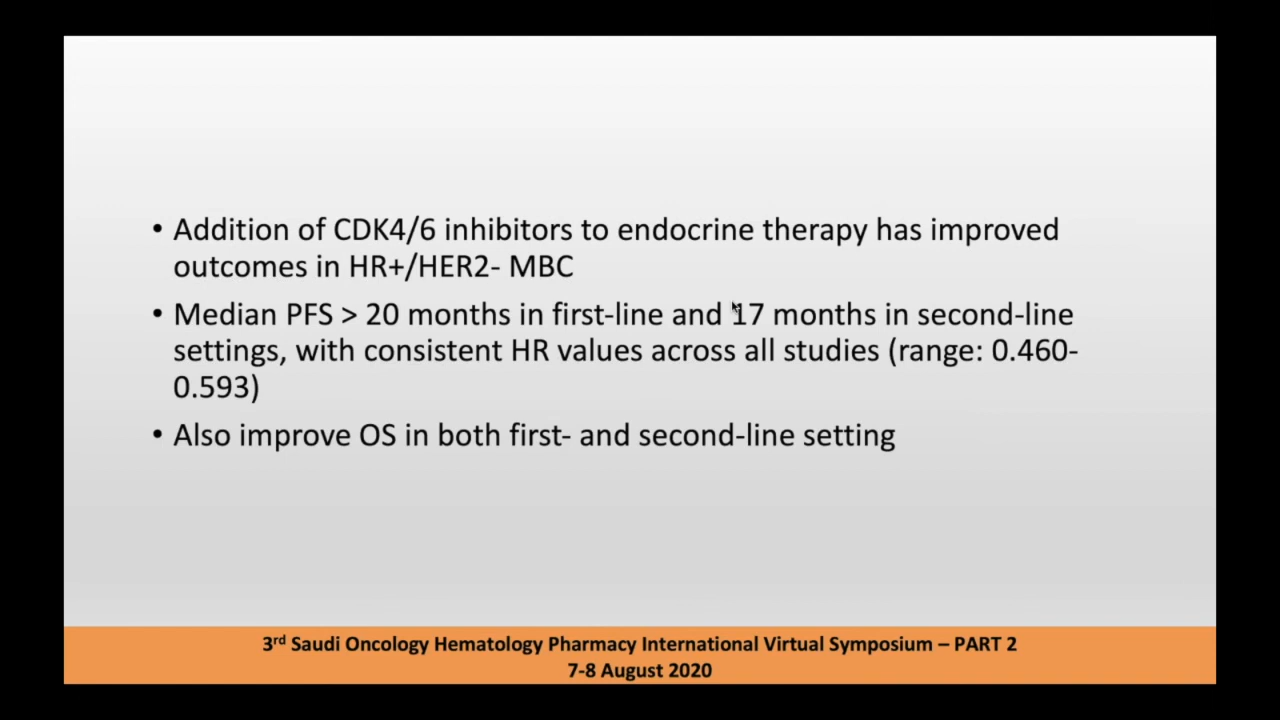 • Addition of CDK4/6 inhibitors to endocrine therapy has improved
outcomes in HR+/HER2- MBC
• Median PFS > 20 months in first-line and 17 months in second-line
settings, with consistent HR values across all studies (range: 0.460-
0.593)
• Also improve OS in both first- and second-line setting
3rd Saudi Oncology Hematology Pharmacy International Virtual Symposium – PART 2
7-8 August 2020